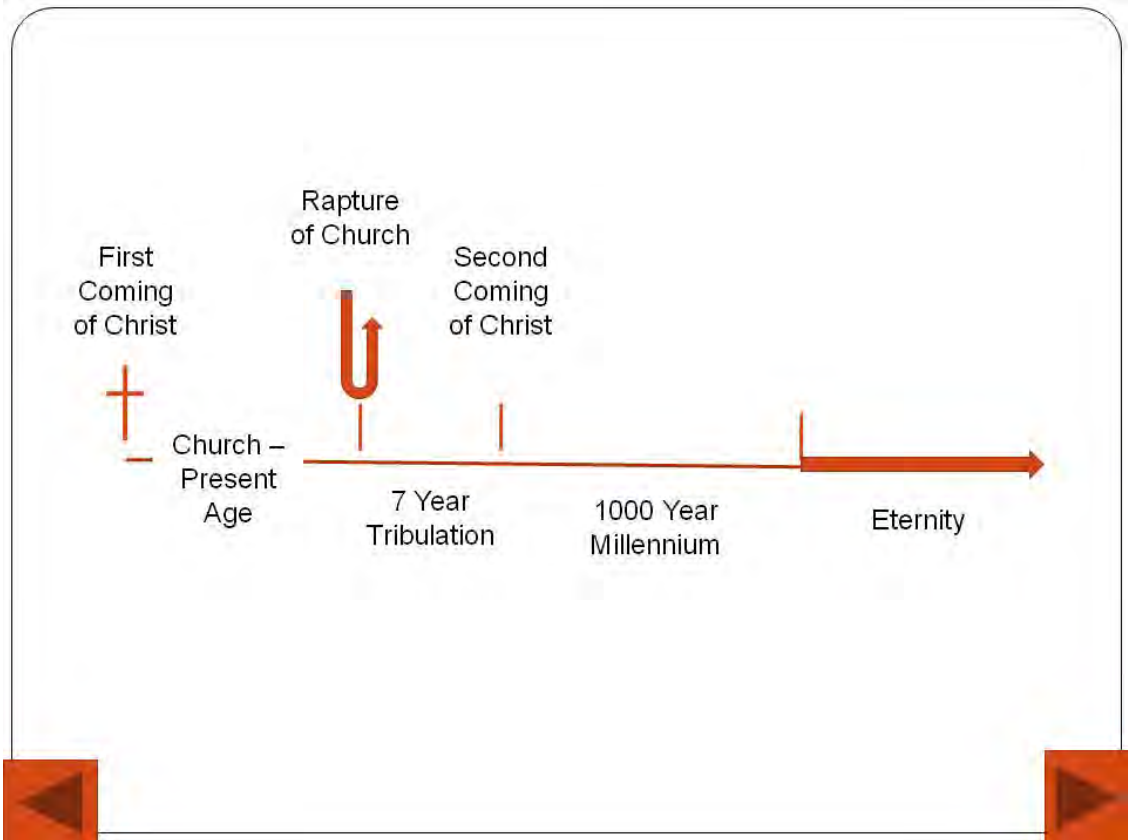 Rapture
of Church
First
Coming
of Christ
Second
Coming
of Christ
Church –
Present
Age
7 Year
Tribulation
1000 Year
Millennium
Eternity